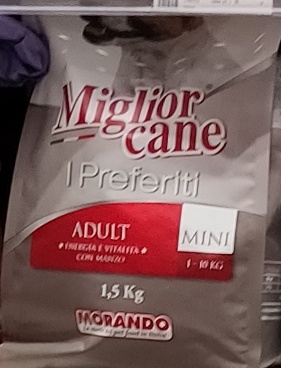 Miglior
cane
I Preferiti
ADULT
MINI
• ENERGIA E VITALITÀ •
CON MANZO
1 - 10 KG
1,5 Kg
MORANDO